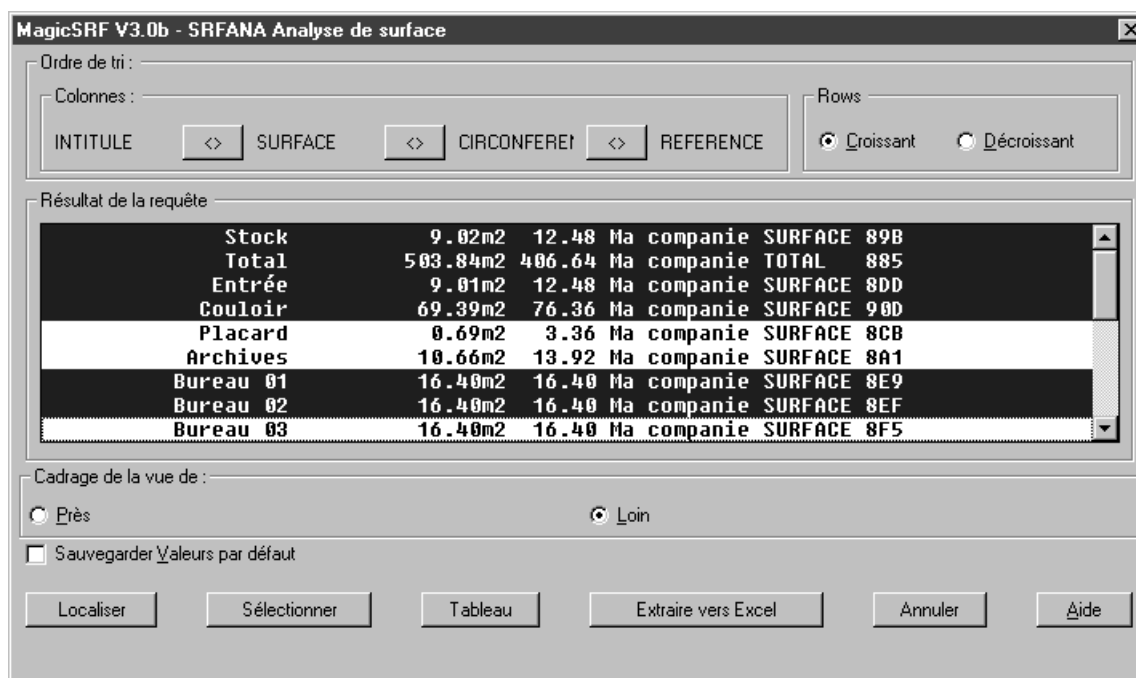 MagicSRF V3.0b - SRFANA Analyse de surface
Ordre de tri :
Colonnes :
Rows
INTITULE <> SURFACE <> CIRCONFEREN <> REFERENCE
Croissant Décroissant
Résultat de la requête
Stock 9.02m2 12.48 Ma companie SURFACE 89B
Total 503.84m2 406.64 Ma companie TOTAL 885
Entrée 9.01m2 12.48 Ma companie SURFACE 8DD
Couloir 69.39m2 76.36 Ma companie SURFACE 90D
Placard 0.69m2 3.36 Ma companie SURFACE 8CB
Archives 10.66m2 13.92 Ma companie SURFACE 8A1
Bureau 01 16.40m2 16.40 Ma companie SURFACE 8E9
Bureau 02 16.40m2 16.40 Ma companie SURFACE 8EF
Bureau 03 16.40m2 16.40 Ma companie SURFACE 8F5
Cadrage de la vue de :
Près Loin
Sauvegarder Valeurs par défaut
Localiser Sélectionner Tableau Extraire vers Excel Annuler Aide